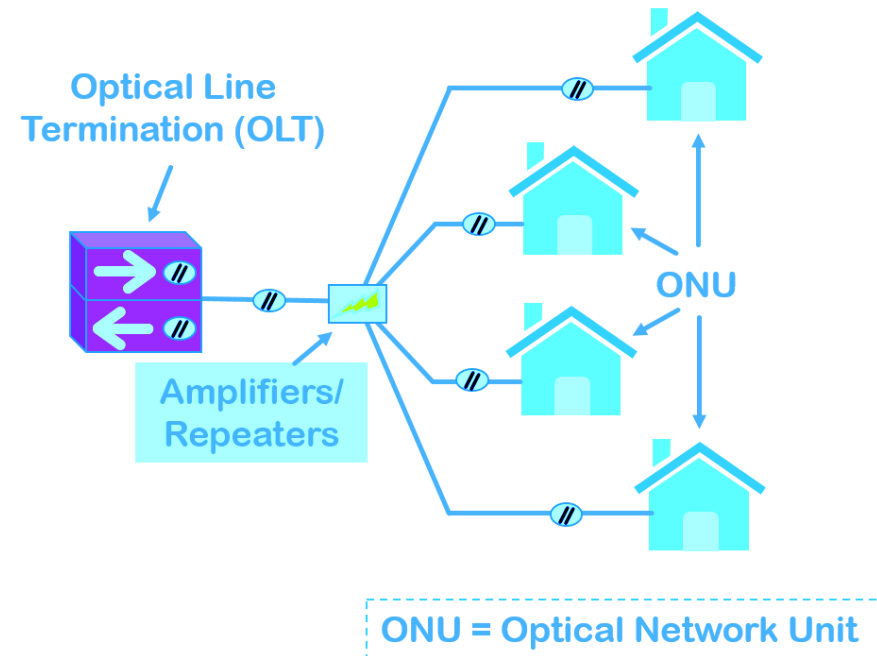 Optical Line
Termination (OLT)
ONU
Amplifiers/
Repeaters
ONU = Optical Network Unit